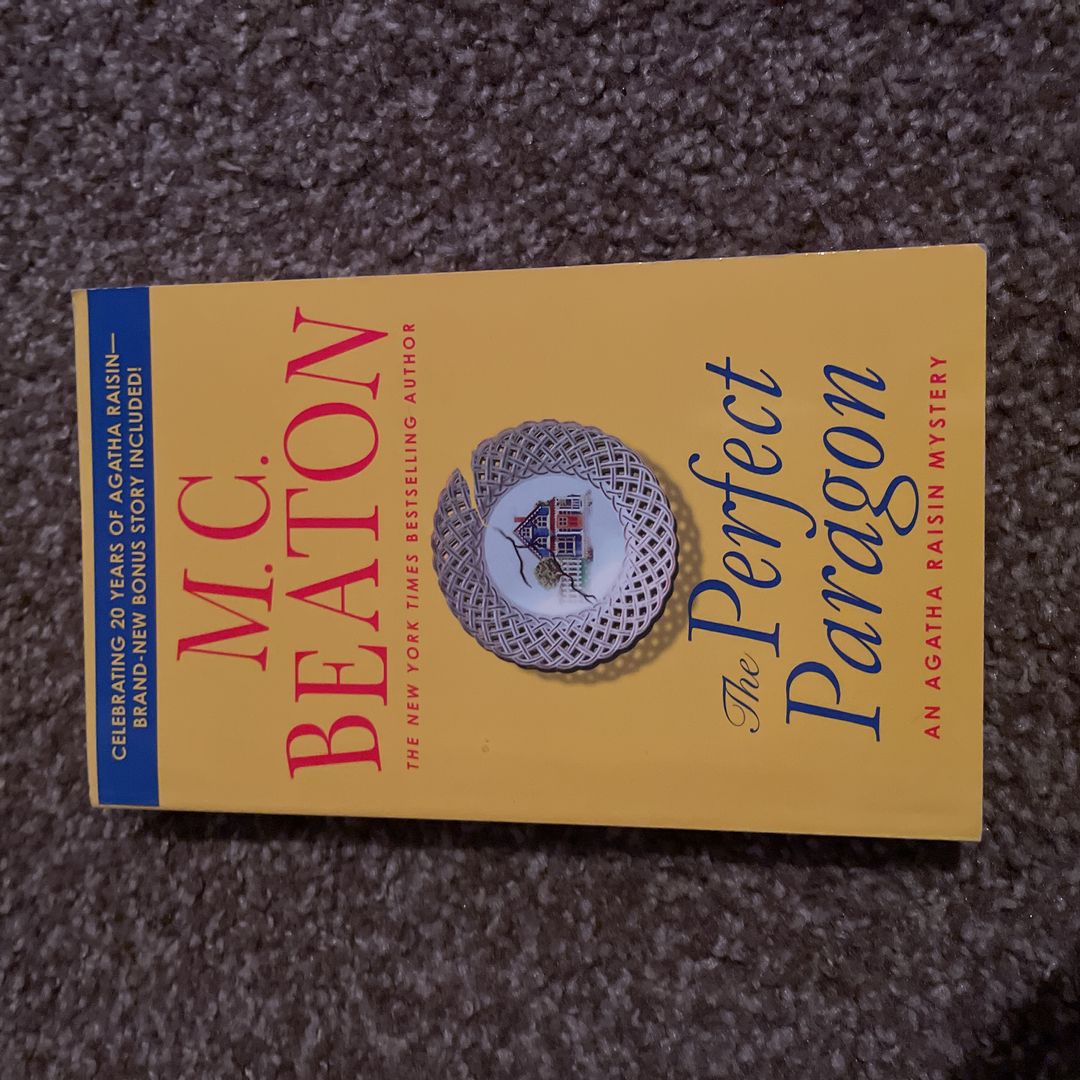 CELEBRATING 20 YEARS OF AGATHA RAISIN—
BRAND-NEW BONUS STORY INCLUDED!
M.C.
BEATON
THE NEW YORK TIMES BESTSELLING AUTHOR
The Perfect
Paragon
AN AGATHA RAISIN MYSTERY